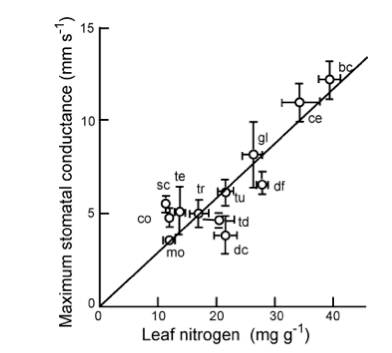 Maximum stomatal conductance (mm s⁻¹)
15
10
5
0
bc
ce
gl
df
te
sc
tr
tu
co
td
mo
dc
0 10 20 30 40
Leaf nitrogen (mg g⁻¹)